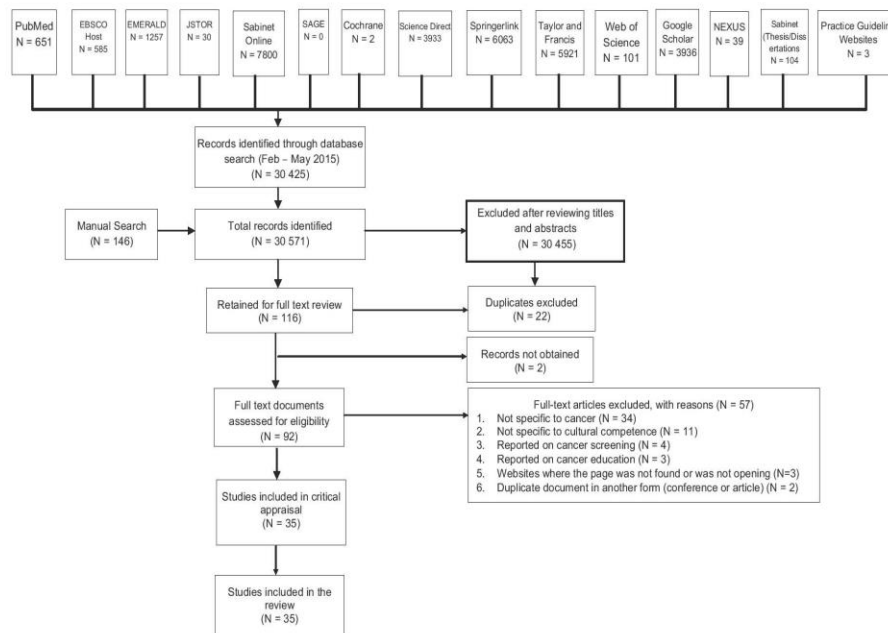 PubMed
N = 651
EBSCO
Host
N = 585
EMERALD
N = 1257
JSTOR
N = 30
Sabinet
Online
N = 7800
SAGE
N = 0
Cochrane
N = 2
Science Direct
N = 3933
Springerlink
N = 6063
Taylor and
Francis
N = 5921
Web of
Science
N = 101
Google
Scholar
N = 3936
NEXUS
N = 39
Sabinet
(Thesis/Diss
ertations
N = 104
Practice Guidelin
Websites
N = 3
Records identified through database
search (Feb – May 2015)
(N = 30 425)
Manual Search
(N = 146)
Total records identified
(N = 30 571)
Excluded after reviewing titles
and abstracts
(N = 30 455)
Retained for full text review
(N = 116)
Duplicates excluded
(N = 22)
Records not obtained
(N = 2)
Full text documents
assessed for eligibility
(N = 92)
Full-text articles excluded, with reasons (N = 57)
1. Not specific to cancer (N = 34)
2. Not specific to cultural competence (N = 11)
3. Reported on cancer screening (N = 4)
4. Reported on cancer education (N = 3)
5. Websites where the page was not found or was not opening (N=3)
6. Duplicate document in another form (conference or article) (N = 2)
Studies included in critical
appraisal
(N = 35)
Studies included in the
review
(N = 35)